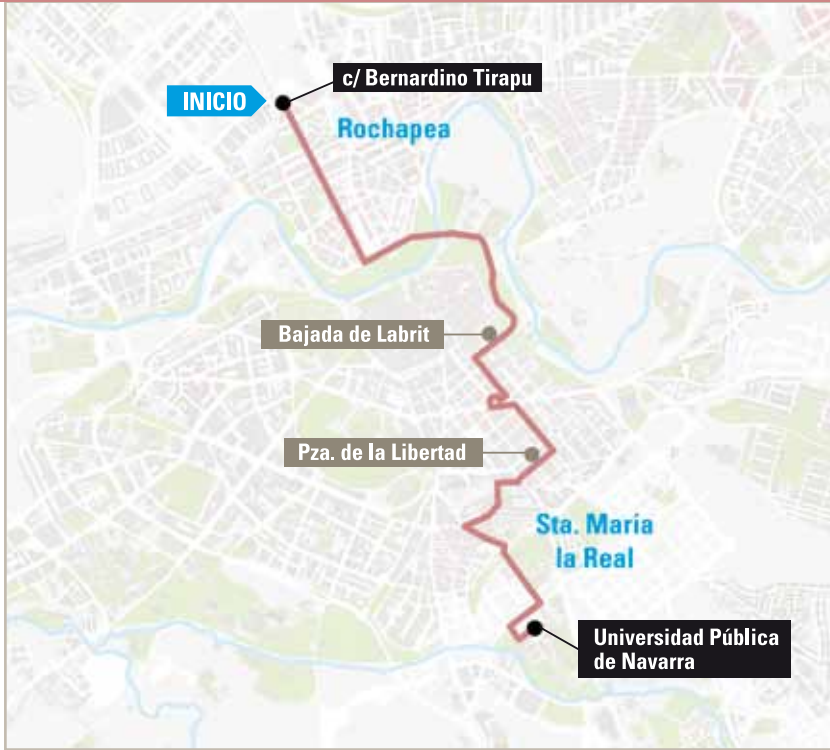 c/ Bernardino Tirapu
INICIO
Rochapea
Bajada de Labrit
Pza. de la Libertad
Sta. María
la Real
Universidad Pública
de Navarra